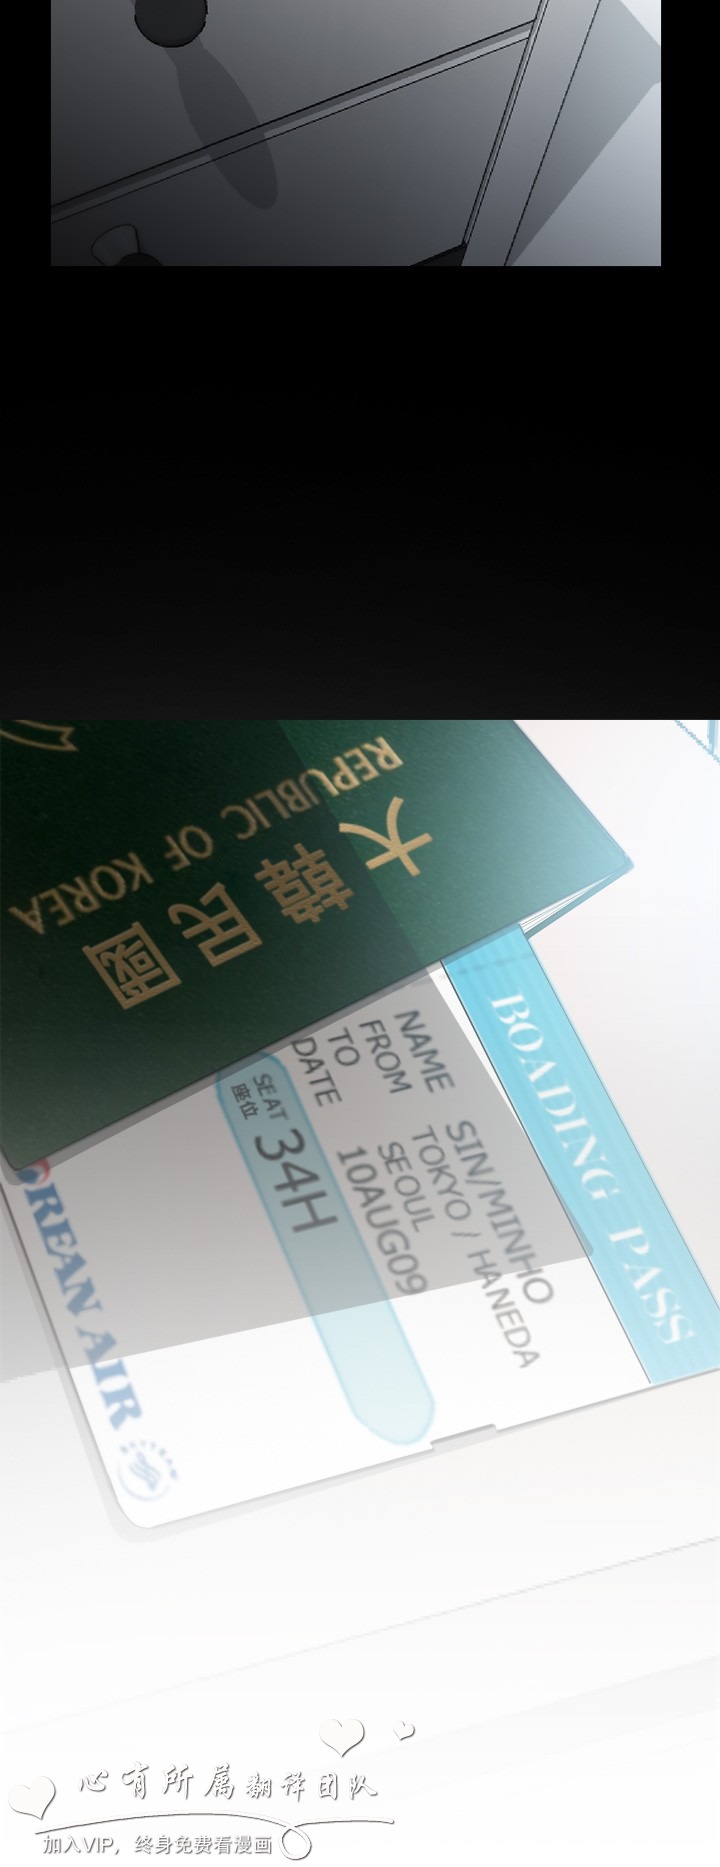 大韓民國
REPUBLIC OF KOREA
BOADING PASS
NAME SIN/MINHO
FROM TOKYO / HANEDA
TO SEOUL
DATE 10AUG09
SEAT 34H
座位
OREAN AIR
SKYTEAM
心有所属翻译团队
加入VIP，终身免费看漫画